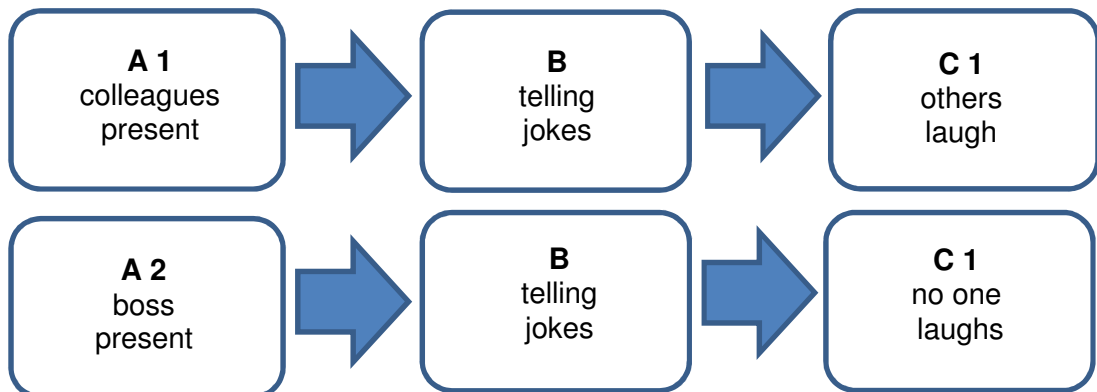 A 1
colleagues
present
B
telling
jokes
C 1
others
laugh
A 2
boss
present
B
telling
jokes
C 1
no one
laughs